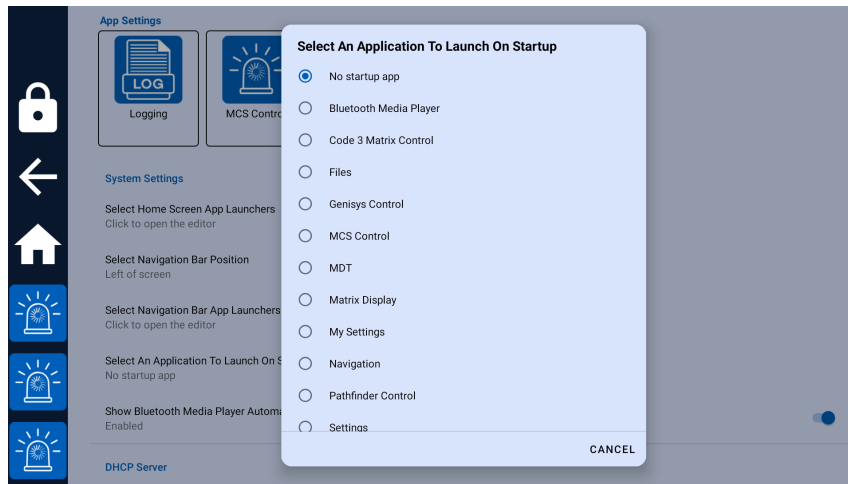 App Settings
LOG
Logging
MCS Contro
System Settings
Select Home Screen App Launchers
Click to open the editor
Select Navigation Bar Position
Left of screen
Select Navigation Bar App Launchers
Click to open the editor
Select An Application To Launch On S
No startup app
Show Bluetooth Media Player Automa
Enabled
DHCP Server
Select An Application To Launch On Startup
No startup app
Bluetooth Media Player
Code 3 Matrix Control
Files
Genisys Control
MCS Control
MDT
Matrix Display
My Settings
Navigation
Pathfinder Control
Settings
CANCEL